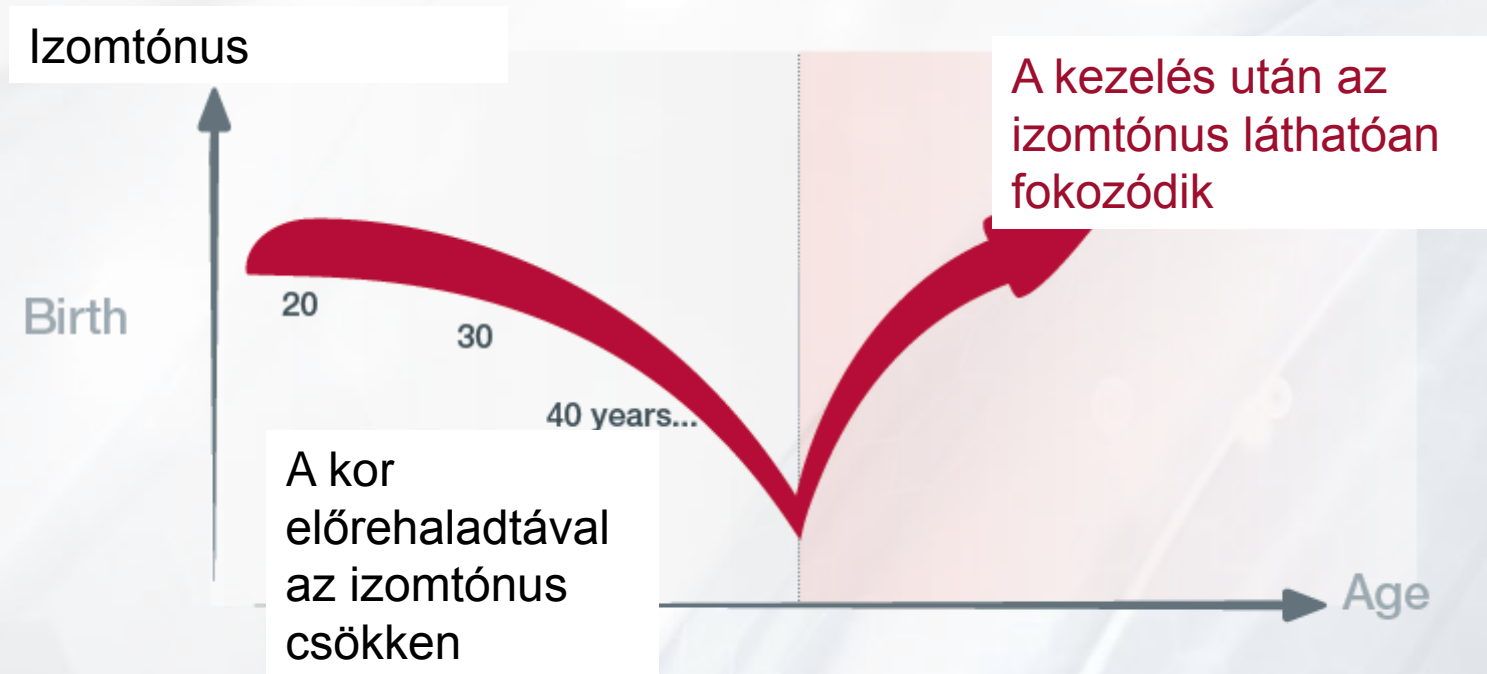 Izomtónus
A kezelés után az
izomtónus láthatóan
fokozódik
Birth
20
30
40 years...
A kor
előrehaladtával
az izomtónus
csökken
Age